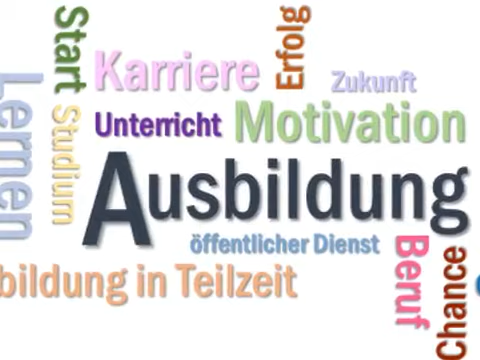 Start
Karriere
Erfolg
Zukunft
Lernen
Studium
Unterricht
Motivation
Ausbildung
öffentlicher Dienst
bildung in Teilzeit
Beruf
Chance